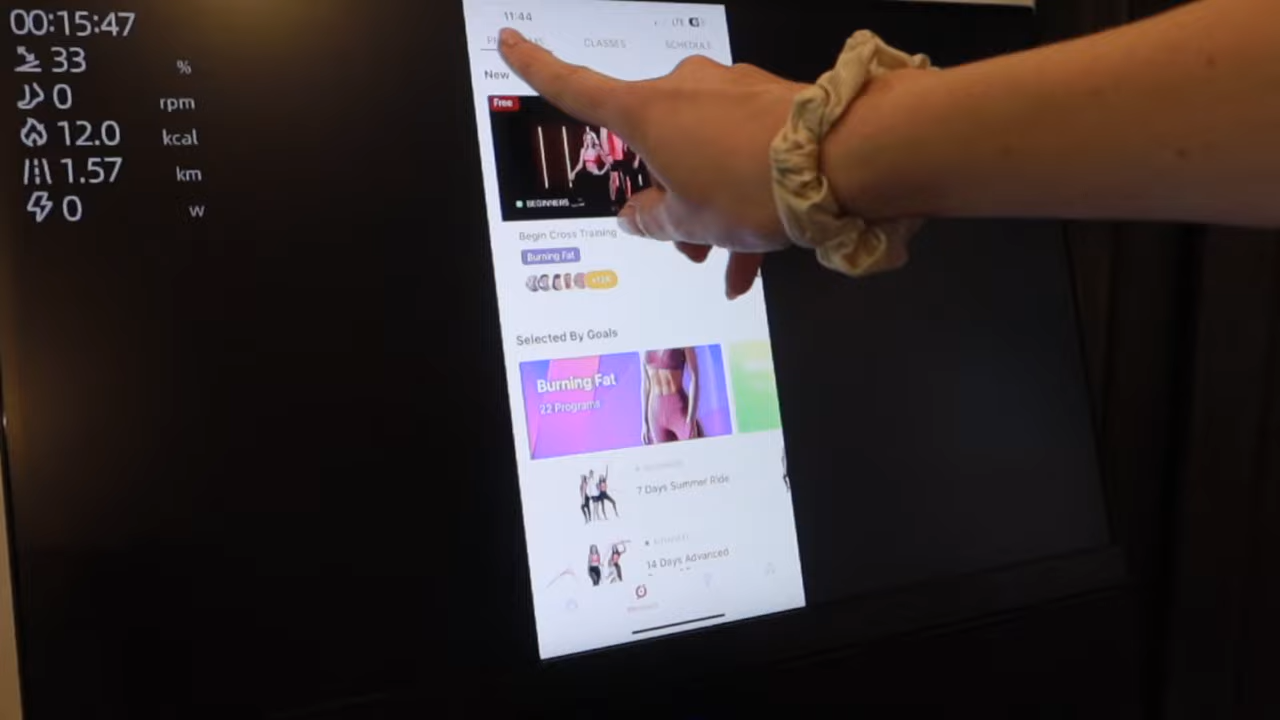 00:15:47
33 %
0 rpm
12.0 kcal
1.57 km
0 w
11:44
LTE
CLASSES SCHEDULE
New
Free
BEGINNERS
Begin Cross Training
Burning Fat
Selected By Goals
Burning Fat
22 Programs
7 Days Summer Ride
14 Days Advanced